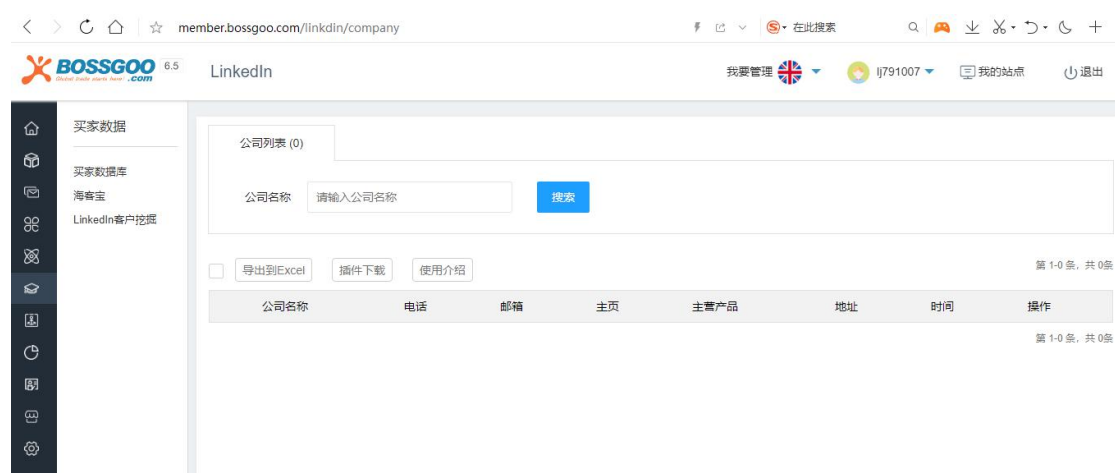 member.bossgoo.com/linkdin/company
在此搜索
BOSSGOO 6.5
Global trade starts here .com
LinkedIn
我要管理
lj791007
我的站点
退出
买家数据
买家数据库
海客宝
LinkedIn客户挖掘
公司列表 (0)
公司名称
请输入公司名称
搜索
导出到Excel
插件下载
使用介绍
第 1-0 条，共 0条
公司名称 电话 邮箱 主页 主营产品 地址 时间 操作
第 1-0 条，共 0条